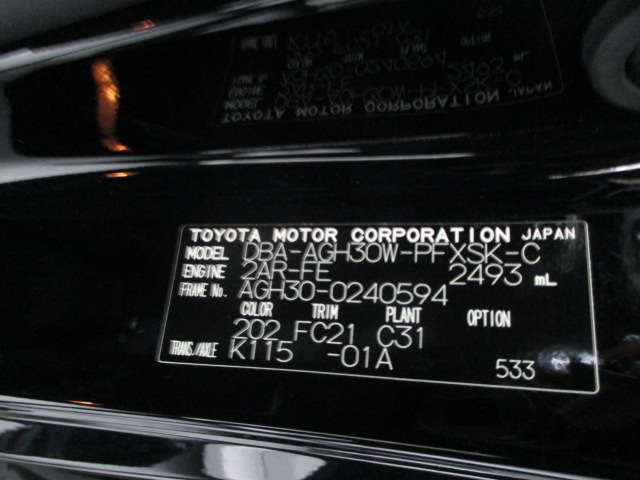 TOYOTA MOTOR CORPORATION JAPAN
MODEL DBA-AGH30W-PFXSK-C
ENGINE 2AR-FE 2493 mL
FRAME No. AGH30-0240594
COLOR TRIM PLANT OPTION
202 FC21 C31
TRANS./AXLE K115 -01A
533